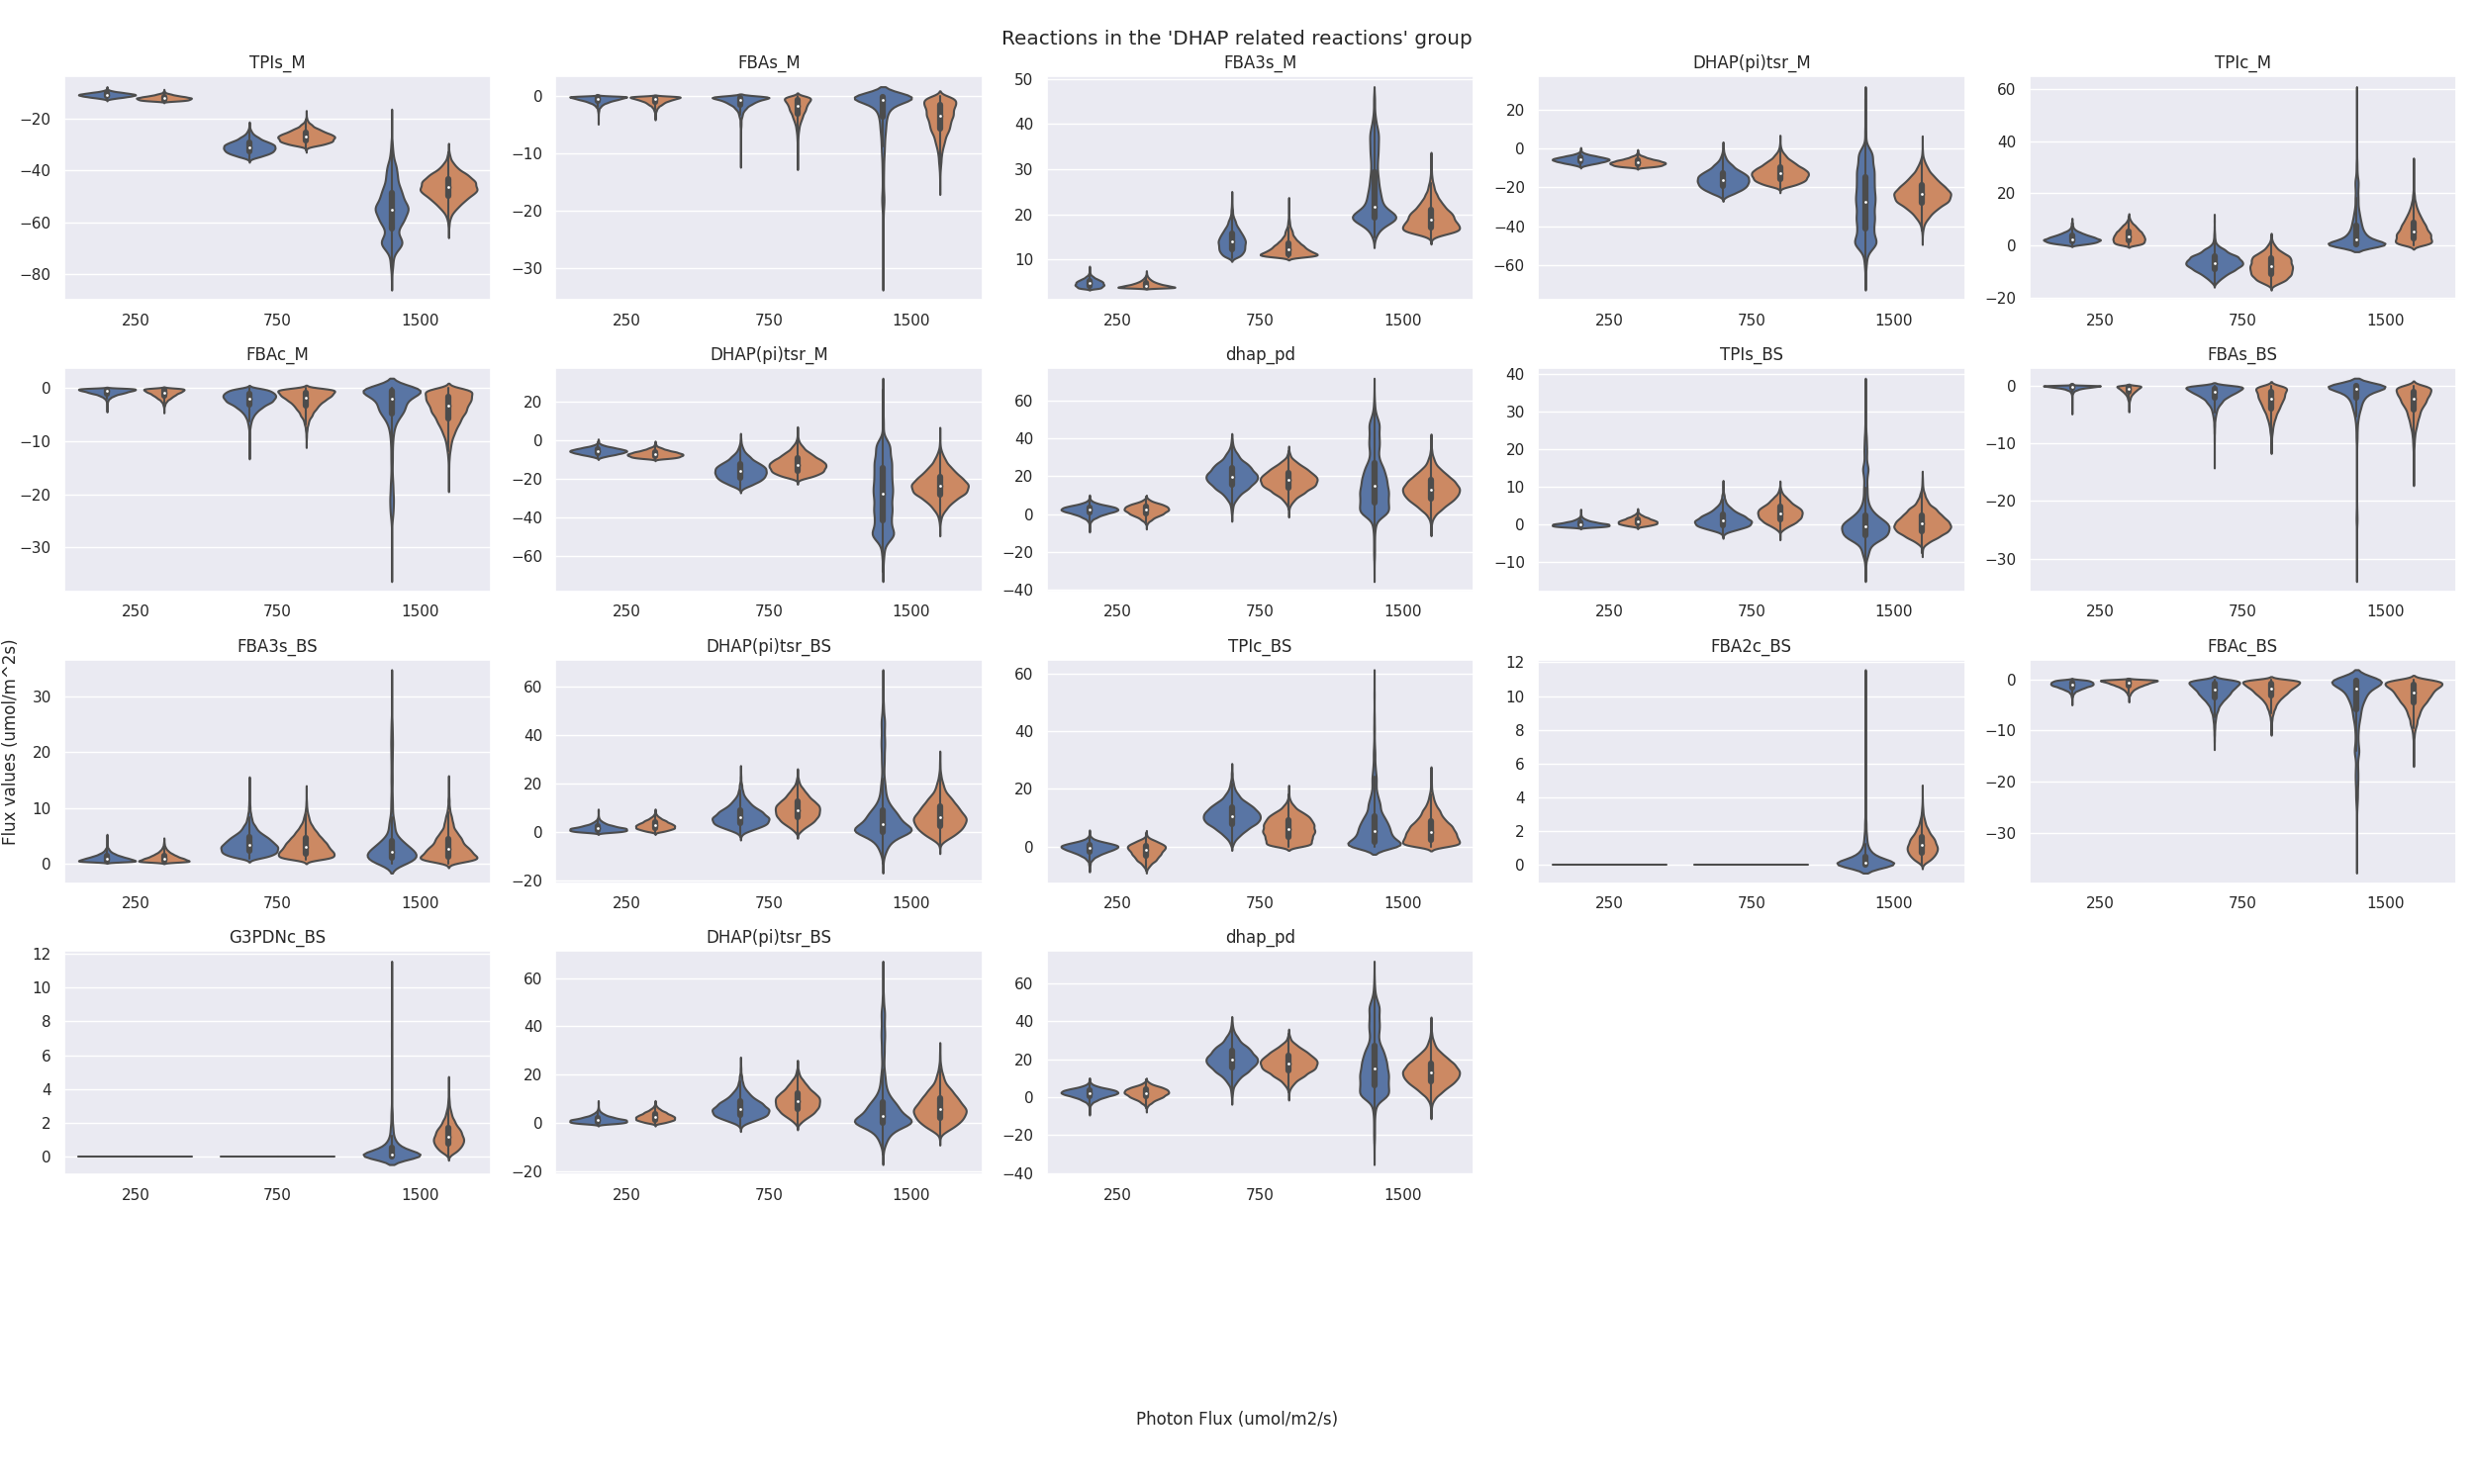 Reactions in the 'DHAP related reactions' group
TPIs_M FBAs_M FBA3s_M DHAP(pi)tsr_M TPIc_M
−20 −40 −60 −80
250 750 1500
0 −10 −20 −30
250 750 1500
50 40 30 20 10
250 750 1500
20 0 −20 −40 −60
250 750 1500
60 40 20 0 −20
250 750 1500
FBAc_M DHAP(pi)tsr_M dhap_pd TPIs_BS FBAs_BS
0 −10 −20 −30
250 750 1500
20 0 −20 −40 −60
250 750 1500
60 40 20 0 −20 −40
250 750 1500
40 30 20 10 0 −10
250 750 1500
0 −10 −20 −30
250 750 1500
Flux values (umol/m^2s)
FBA3s_BS DHAP(pi)tsr_BS TPIc_BS FBA2c_BS FBAc_BS
30 20 10 0
250 750 1500
60 40 20 0 −20
250 750 1500
60 40 20 0
250 750 1500
12 10 8 6 4 2 0
250 750 1500
0 −10 −20 −30
250 750 1500
G3PDNc_BS DHAP(pi)tsr_BS dhap_pd
12 10 8 6 4 2 0
250 750 1500
60 40 20 0 −20
250 750 1500
60 40 20 0 −20 −40
250 750 1500
Photon Flux (umol/m2/s)